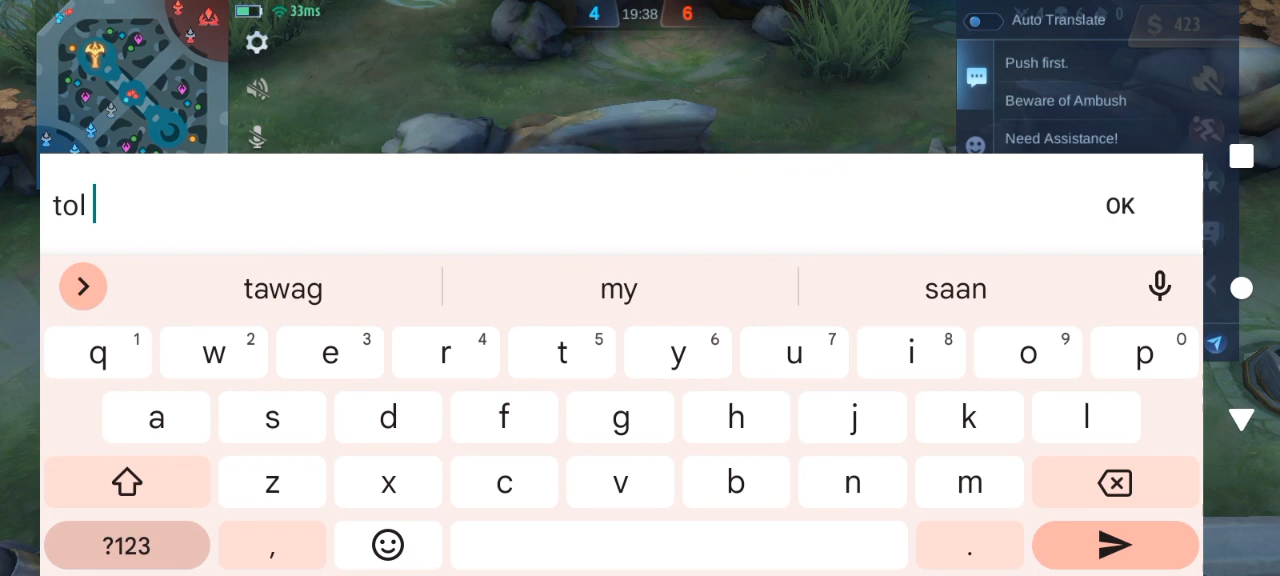 33ms
4 19:38 6
Auto Translate
423
Push first.
Beware of Ambush
Need Assistance!
tol
OK
tawag my saan
q 1 w 2 e 3 r 4 t 5 y 6 u 7 i 8 o 9 p 0
a s d f g h j k l
z x c v b n m
?123 , .